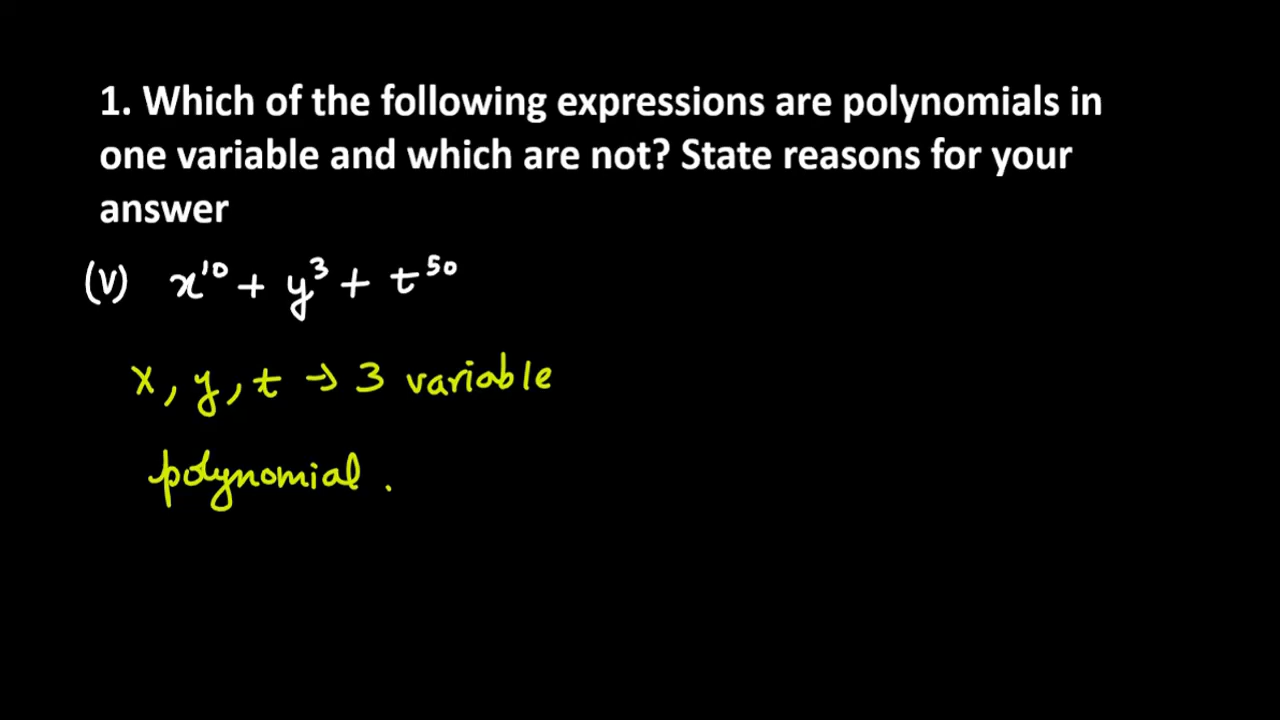 1. Which of the following expressions are polynomials in
one variable and which are not? State reasons for your
answer
(v) x¹⁰ + y³ + t⁵⁰
x, y, t → 3 variable
polynomial .